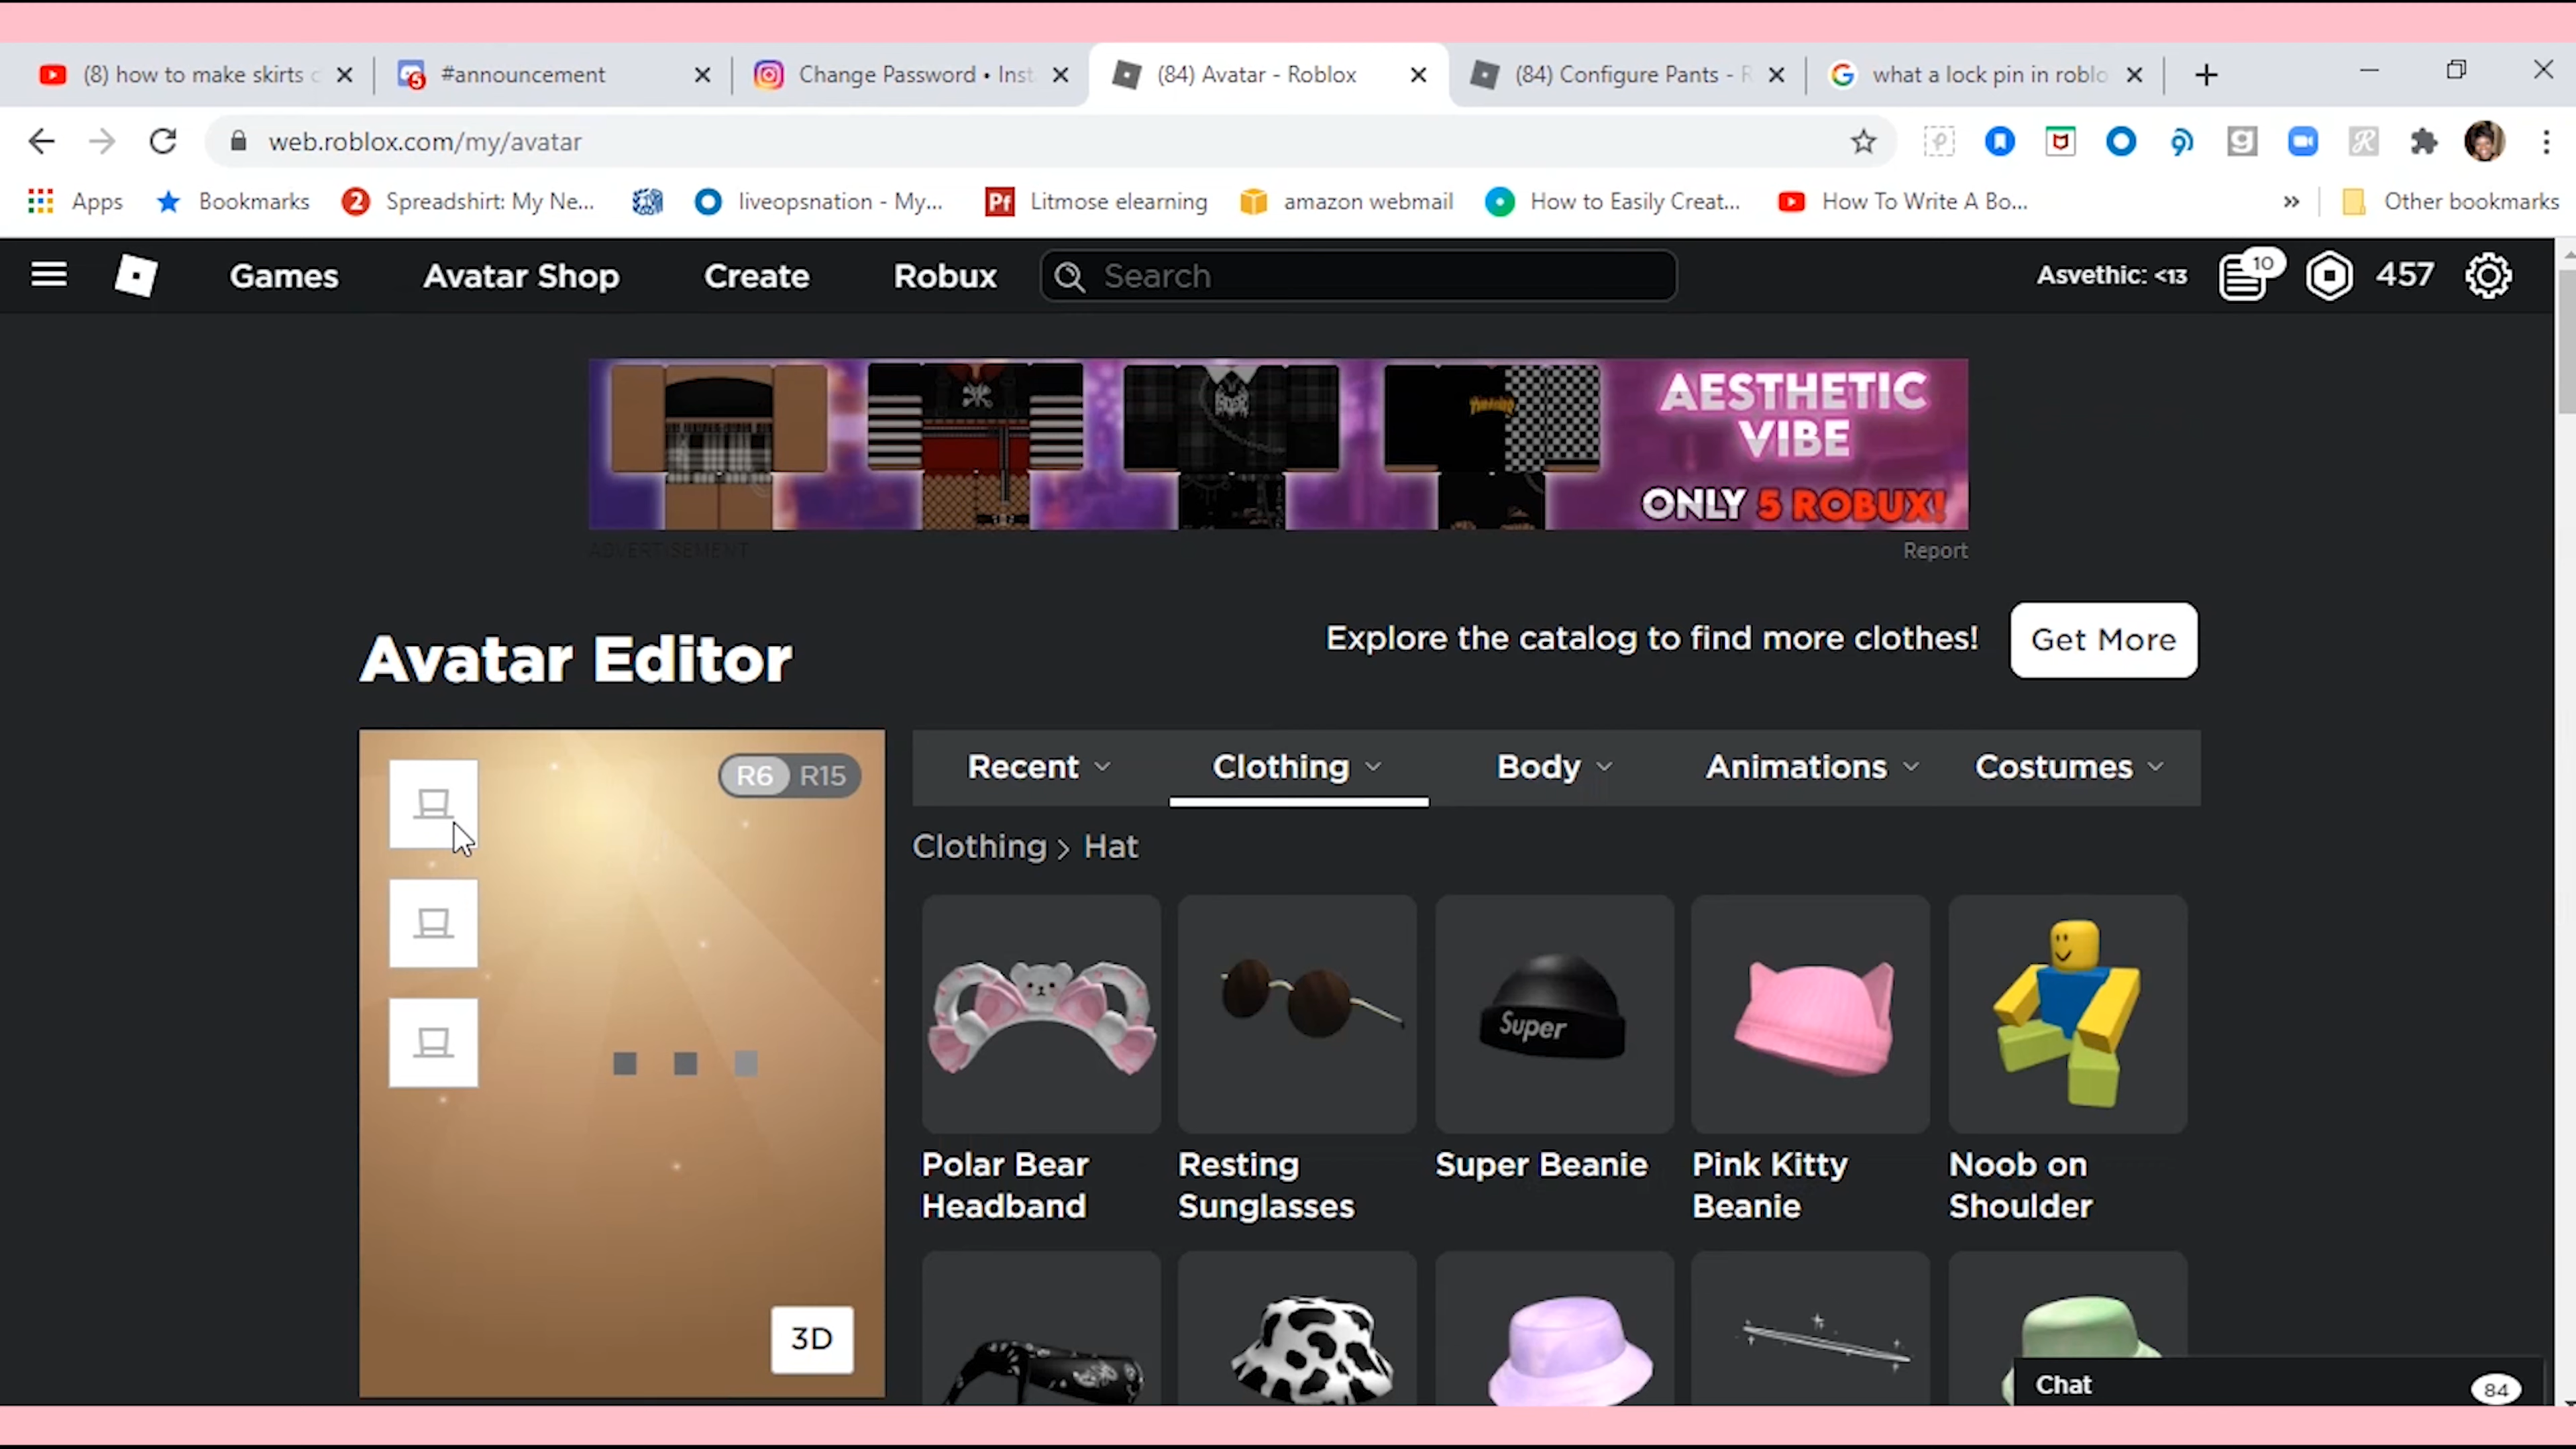 (8) how to make skirts
#announcement
Change Password • Inst
(84) Avatar - Roblox
(84) Configure Pants - R
what a lock pin in roblo
web.roblox.com/my/avatar
Apps
Bookmarks
Spreadshirt: My Ne...
liveopsnation - My...
Litmose elearning
amazon webmail
How to Easily Creat...
How To Write A Bo...
»
Other bookmarks
Games
Avatar Shop
Create
Robux
Search
Asvethic: <13
10
457
AESTHETIC
VIBE
ONLY 5 ROBUX!
ADVERTISEMENT
Report
Avatar Editor
Explore the catalog to find more clothes!
Get More
R6 R15
Recent
Clothing
Body
Animations
Costumes
Clothing > Hat
Super
Polar Bear
Headband
Resting
Sunglasses
Super Beanie
Pink Kitty
Beanie
Noob on
Shoulder
3D
Chat
84